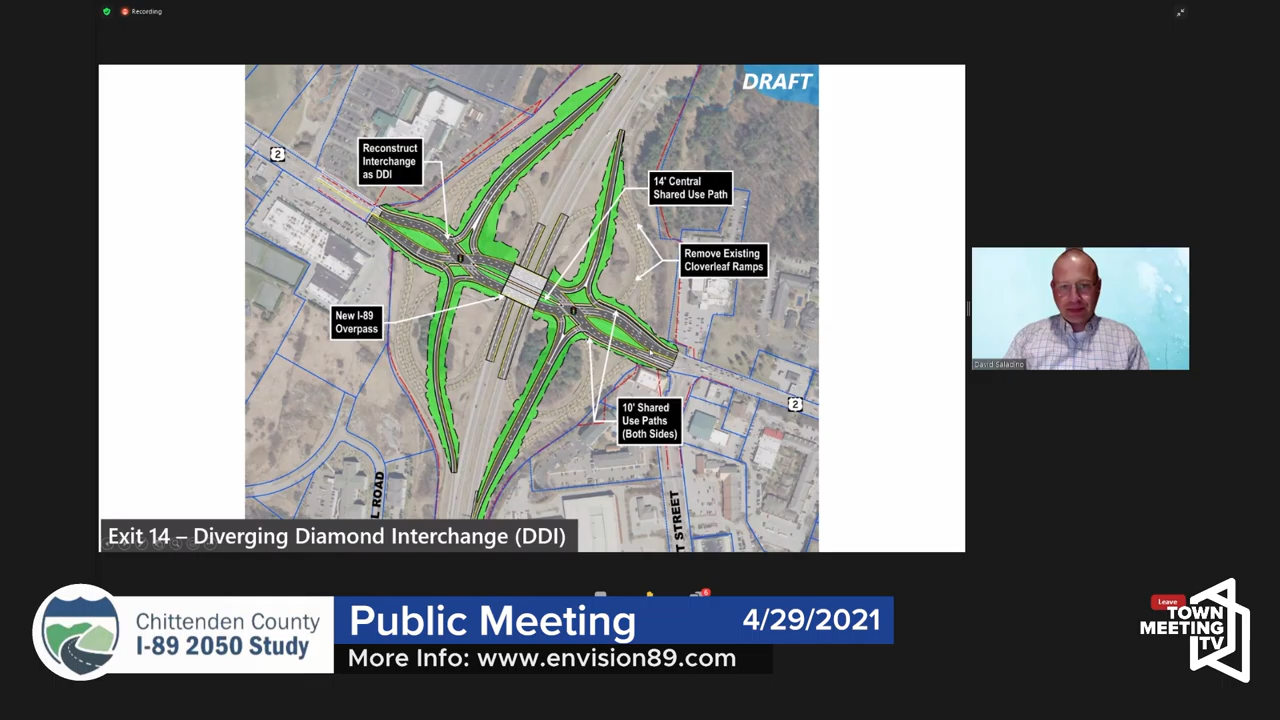 Recording
DRAFT
2
Reconstruct
Interchange
as DDI
14' Central
Shared Use Path
Remove Existing
Cloverleaf Ramps
New I-89
Overpass
10' Shared
Use Paths
(Both Sides)
2
L ROAD
T STREET
David Saladino
Exit 14 – Diverging Diamond Interchange (DDI)
6
Leave
Chittenden County
I-89 2050 Study
Public Meeting
4/29/2021
More Info: www.envision89.com
TOWN
MEETING
TV